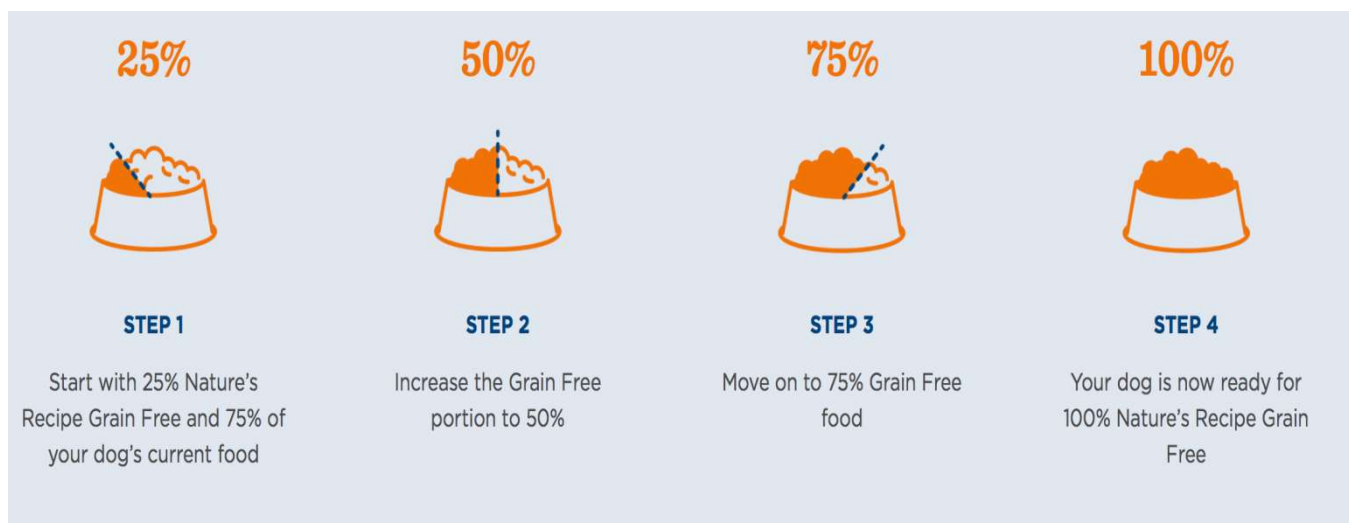 25%
50%
75%
100%
STEP 1
STEP 2
STEP 3
STEP 4
Start with 25% Nature’s
Recipe Grain Free and 75% of
your dog’s current food
Increase the Grain Free
portion to 50%
Move on to 75% Grain Free
food
Your dog is now ready for
100% Nature’s Recipe Grain
Free